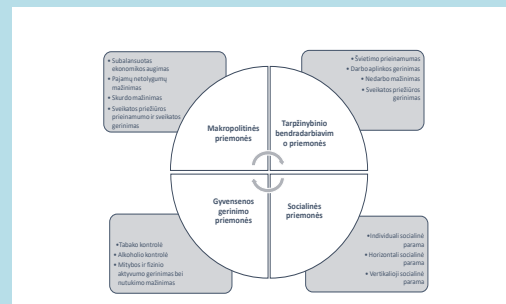 • Subalansuotas
ekonomikos augimas
• Pajamų netolygumų
mažinimas
• Skurdo mažinimas
• Sveikatos priežiūros
prieinamumo ir sveikatos
gerinimas
• Švietimo prieinamumas
• Darbo aplinkos gerinimas
• Nedarbo mažinimas
• Sveikatos priežiūros
gerinimas
Makropolitinės
priemonės
Tarpžinybinio
bendradarbiavim
o priemonės
Gyvensenos
gerinimo
priemonės
Socialinės
priemonės
•Tabako kontrolė
• Alkoholio kontrolė
• Mitybos ir fizinio
aktyvumo gerinimas bei
nutukimo mažinimas
•Individuali socialinė
parama
• Horizontali socialinė
parama
• Vertikalioji socialinė
parama